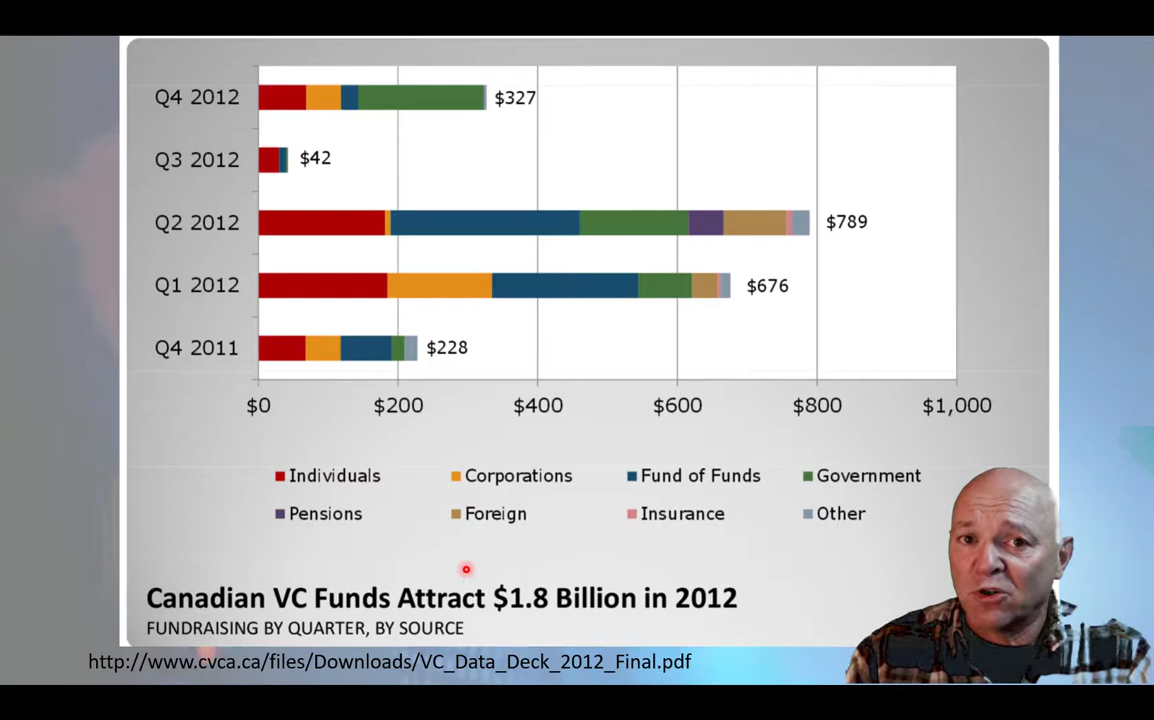 Q4 2012 $327
Q3 2012 $42
Q2 2012 $789
Q1 2012 $676
Q4 2011 $228
$0 $200 $400 $600 $800 $1,000
Individuals Corporations Fund of Funds Government
Pensions Foreign Insurance Other
Canadian VC Funds Attract $1.8 Billion in 2012
FUNDRAISING BY QUARTER, BY SOURCE
http://www.cvca.ca/files/Downloads/VC_Data_Deck_2012_Final.pdf